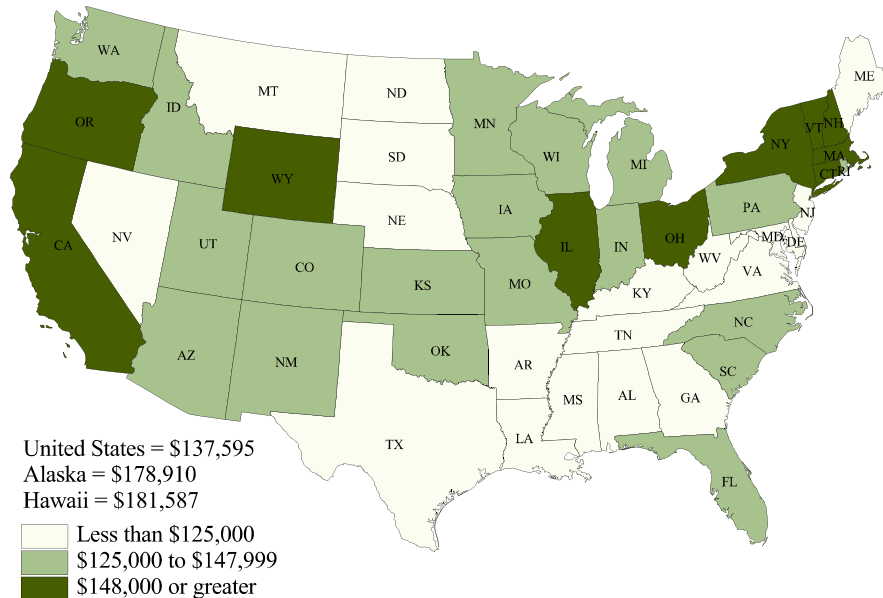 WA
MT
ND
ME
OR
ID
MN
VT
NH
NY
SD
WI
MI
MA
CT
RI
WY
NE
IA
PA
NJ
NV
UT
CO
CA
IL
IN
OH
MD
DE
WV
VA
KS
MO
KY
NC
AZ
NM
OK
TN
AR
SC
MS
AL
GA
TX
LA
FL
United States = $137,595
Alaska = $178,910
Hawaii = $181,587
Less than $125,000
$125,000 to $147,999
$148,000 or greater